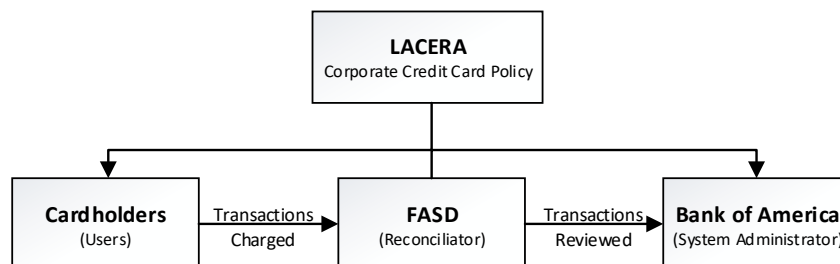 LACERA
Corporate Credit Card Policy
Cardholders
(Users)
Transactions
Charged
FASD
(Reconciliator)
Transactions
Reviewed
Bank of America
(System Administrator)